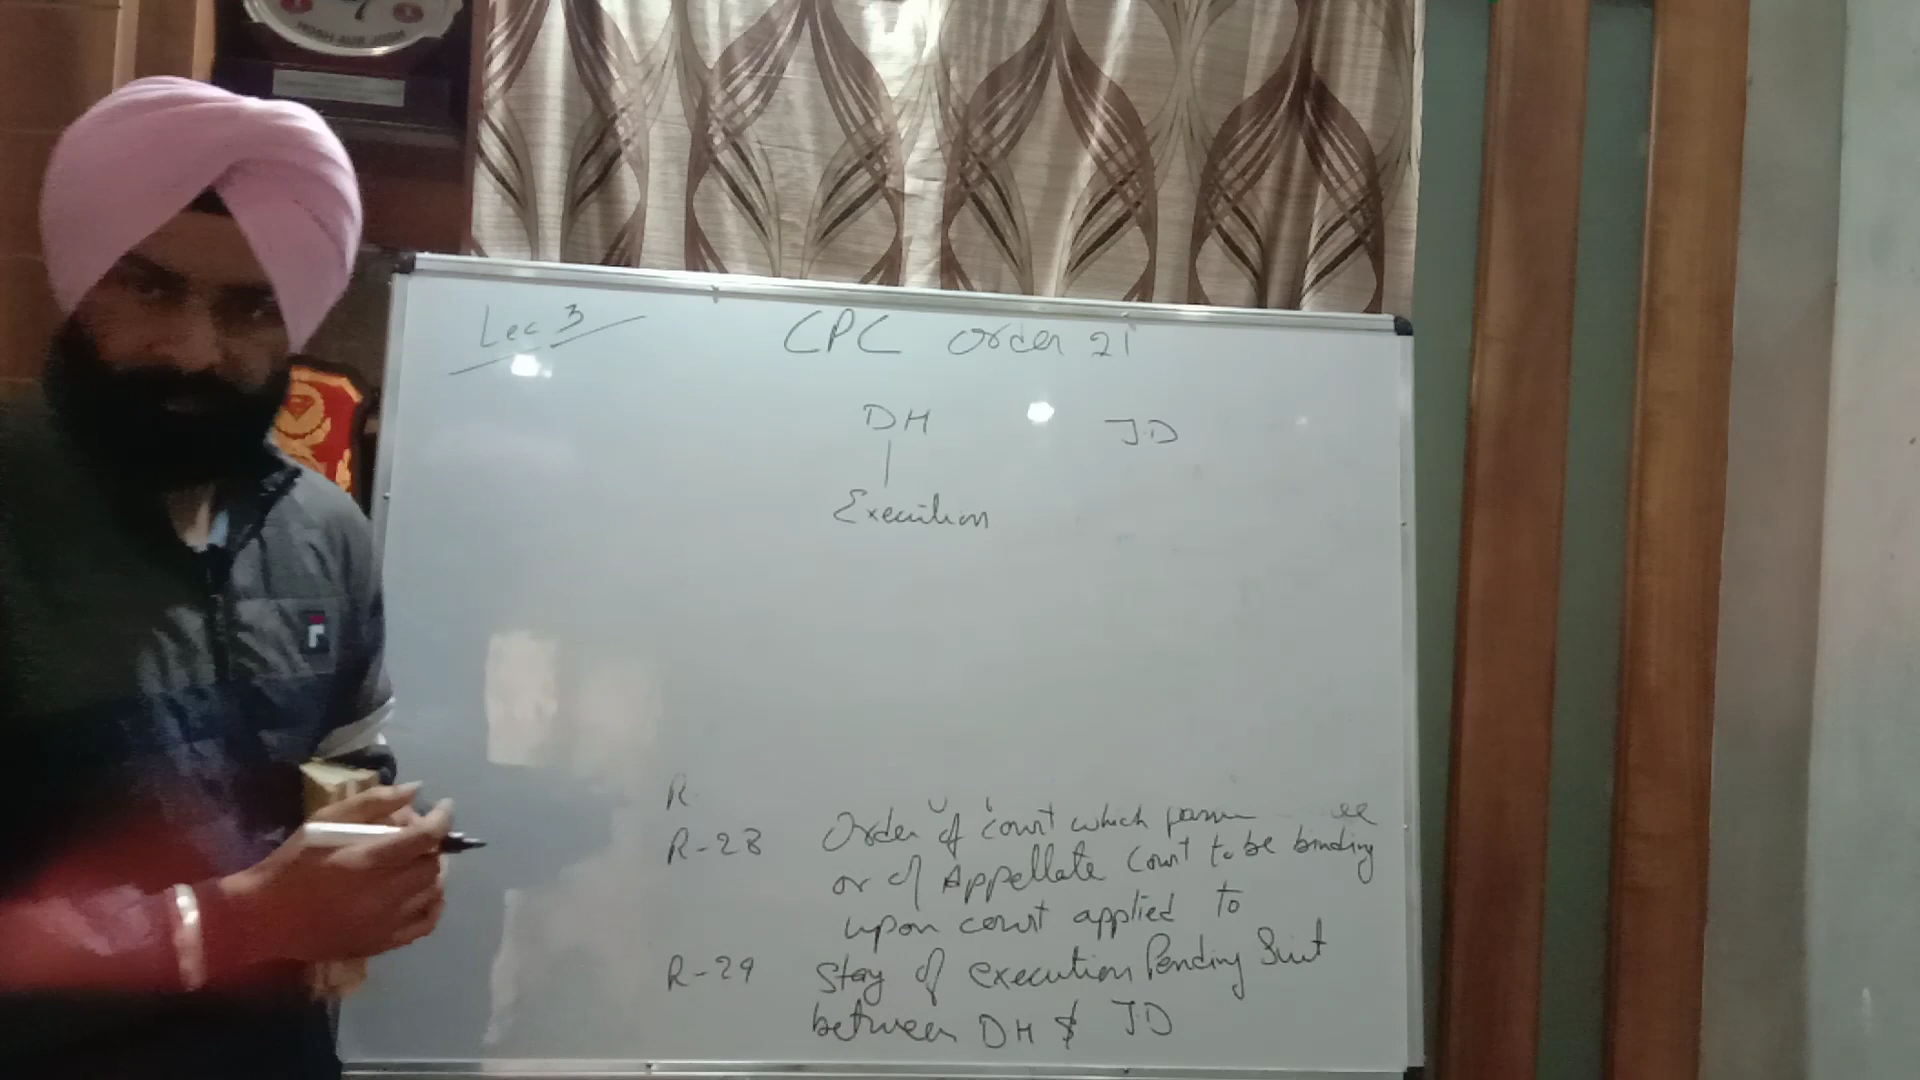 Lec 3
CPC Order 21
DH JD
Execution
R
R-28 Order of court which
or of Appellate Court to be binding
upon court applied to
R-29 Stay of execution Pending Suit
between DH & JD